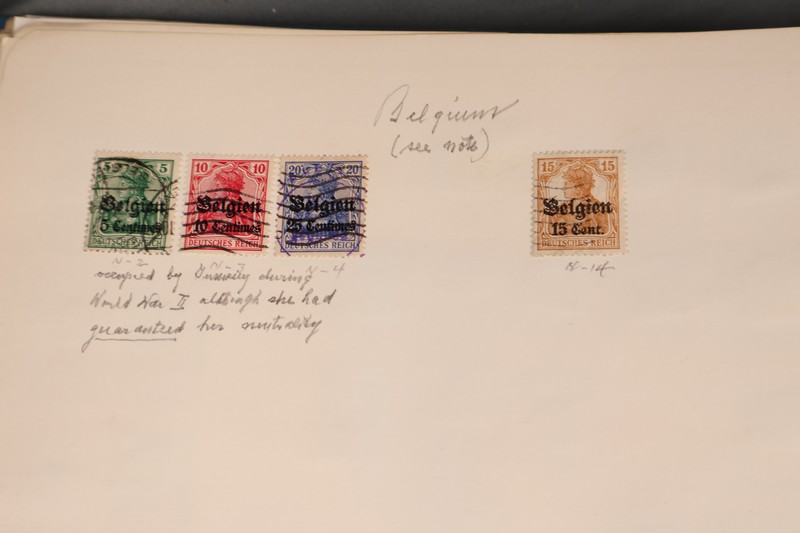 Belgium
(see note)
5
Belgien
5 Centimes
DEUTSCHES REICH
10 10
Belgien
10 Centimes
DEUTSCHES REICH
20 20
Belgien
25 Centimes
DEUTSCHES REICH
15 15
Belgien
15 Cent.
DEUTSCHES REICH
N-2 N-3 N-4
N-14
occupied by during
World War II although she had
guaranteed her neutrality